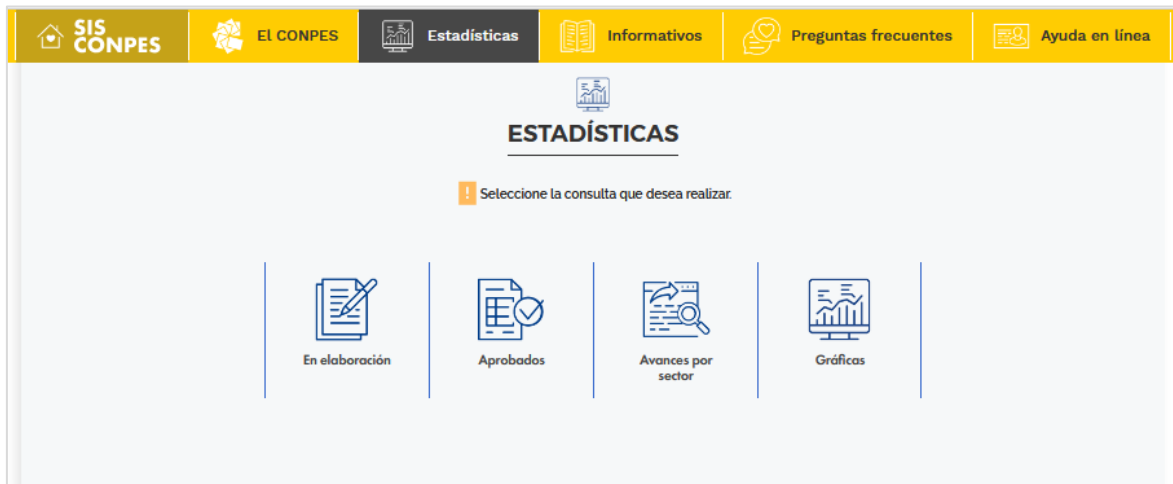 SIS
CONPES
El CONPES
Estadísticas
Informativos
Preguntas frecuentes
Ayuda en línea
ESTADÍSTICAS
! Seleccione la consulta que desea realizar.
En elaboración
Aprobados
Avances por
sector
Gráficas